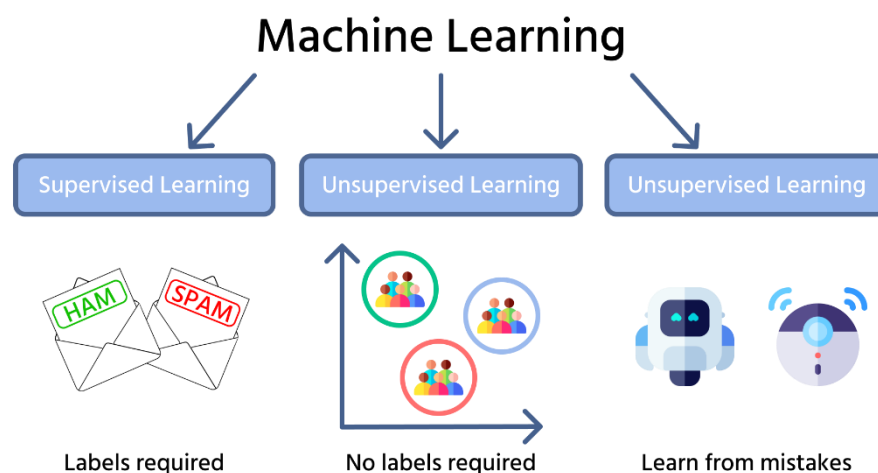 Machine Learning
Supervised Learning
Unsupervised Learning
Unsupervised Learning
HAM
SPAM
Labels required
No labels required
Learn from mistakes